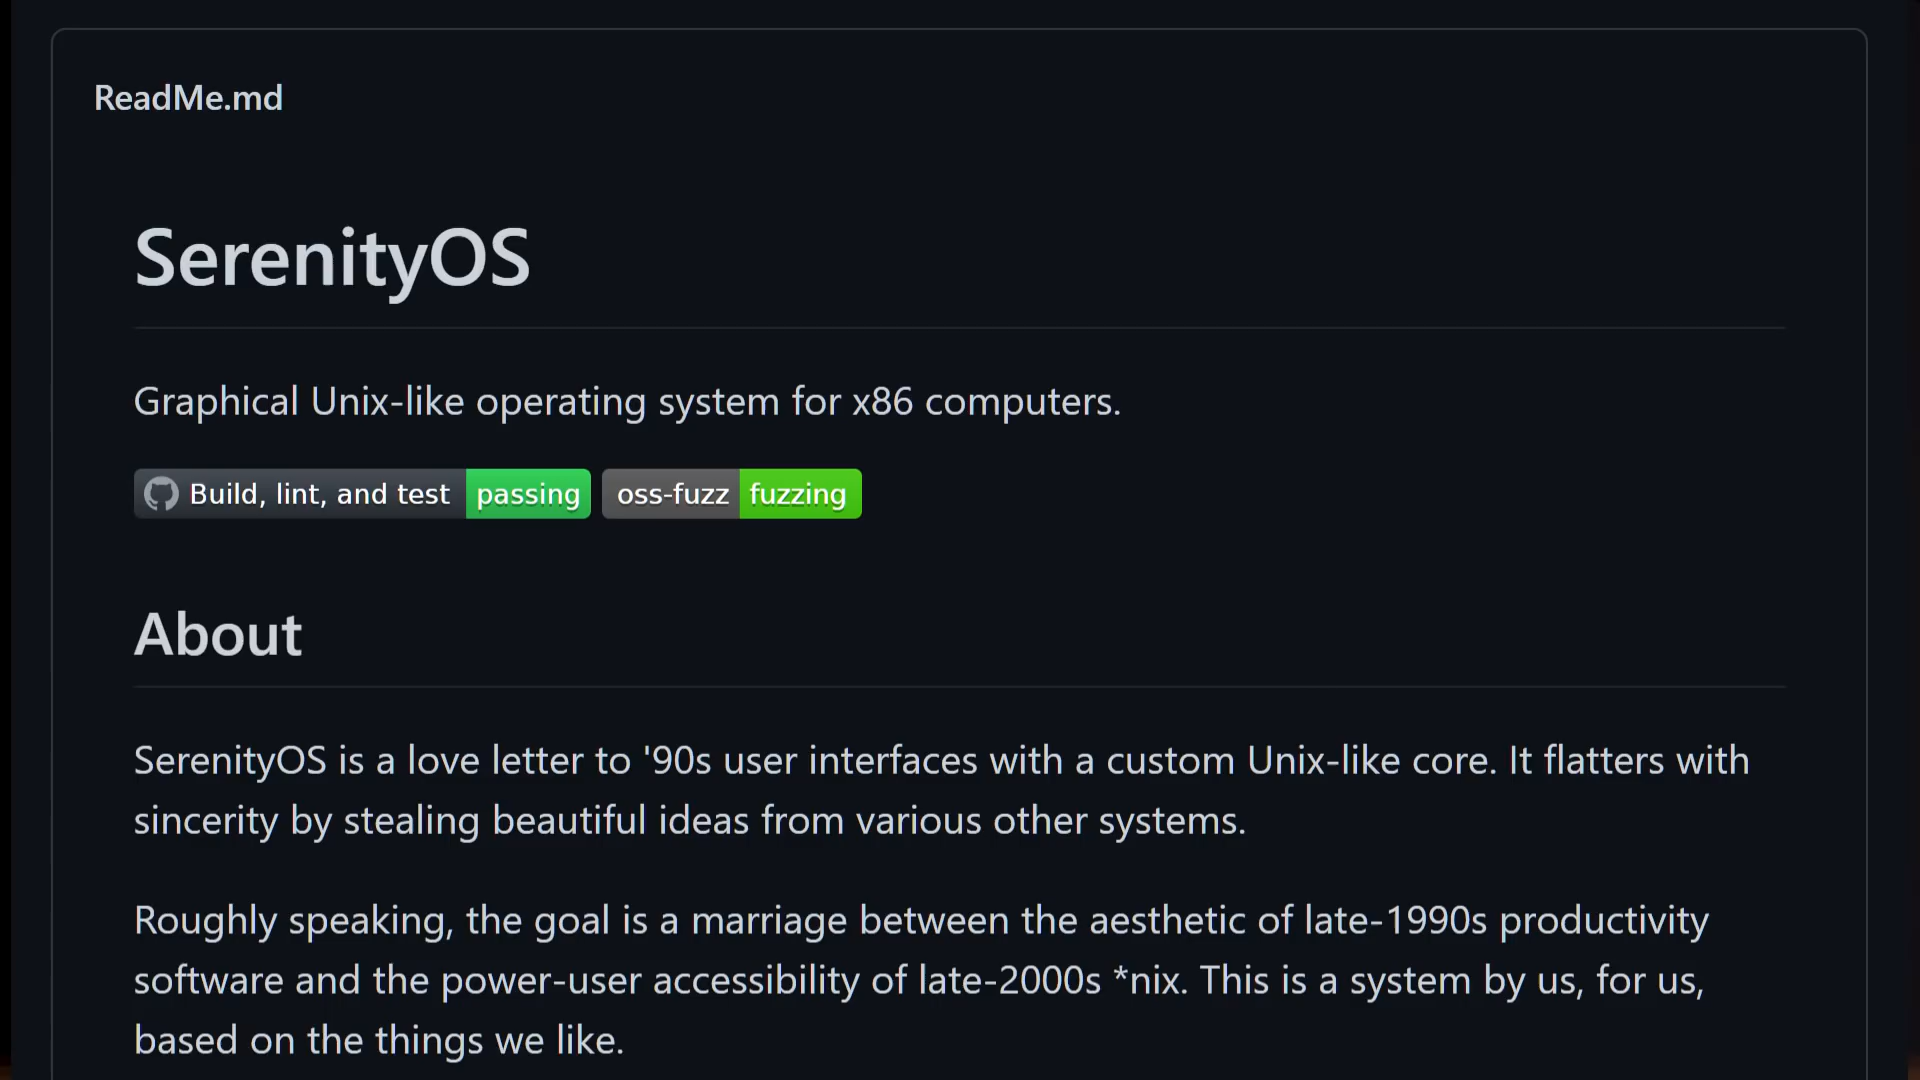 ReadMe.md
SerenityOS
Graphical Unix-like operating system for x86 computers.
Build, lint, and test passing oss-fuzz fuzzing
About
SerenityOS is a love letter to '90s user interfaces with a custom Unix-like core. It flatters with
sincerity by stealing beautiful ideas from various other systems.
Roughly speaking, the goal is a marriage between the aesthetic of late-1990s productivity
software and the power-user accessibility of late-2000s *nix. This is a system by us, for us,
based on the things we like.